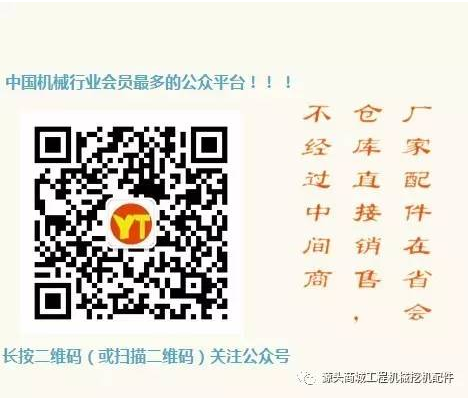 中国机械行业会员最多的公众平台！！！
YT
厂家配件在省会
仓库直接销售，
不经过中间商
长按二维码（或扫描二维码）关注公众号
源头商城工程机械挖机配件